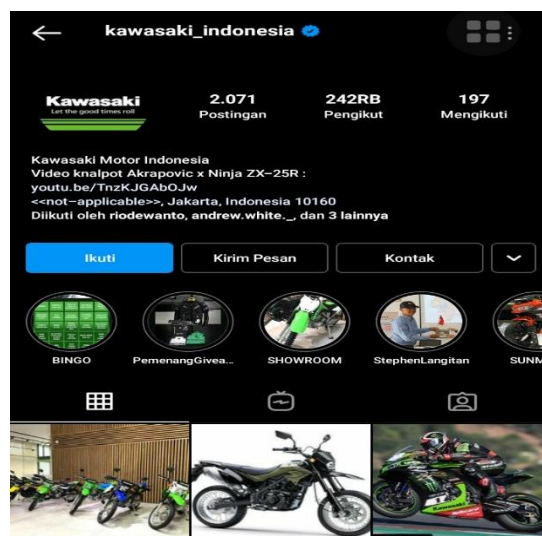 kawasaki_indonesia
Kawasaki
Let the good times roll
2.071
Postingan
242RB
Pengikut
197
Mengikuti
Kawasaki Motor Indonesia
Video knalpot Akrapovic x Ninja ZX-25R :
youtu.be/TnzKJGAbOJw
<<not-applicable>>, Jakarta, Indonesia 10160
Diikuti oleh riodewanto, andrew.white._, dan 3 lainnya
Ikuti
Kirim Pesan
Kontak
BINGO
PemenangGivea...
SHOWROOM
StephenLangitan
SUNM